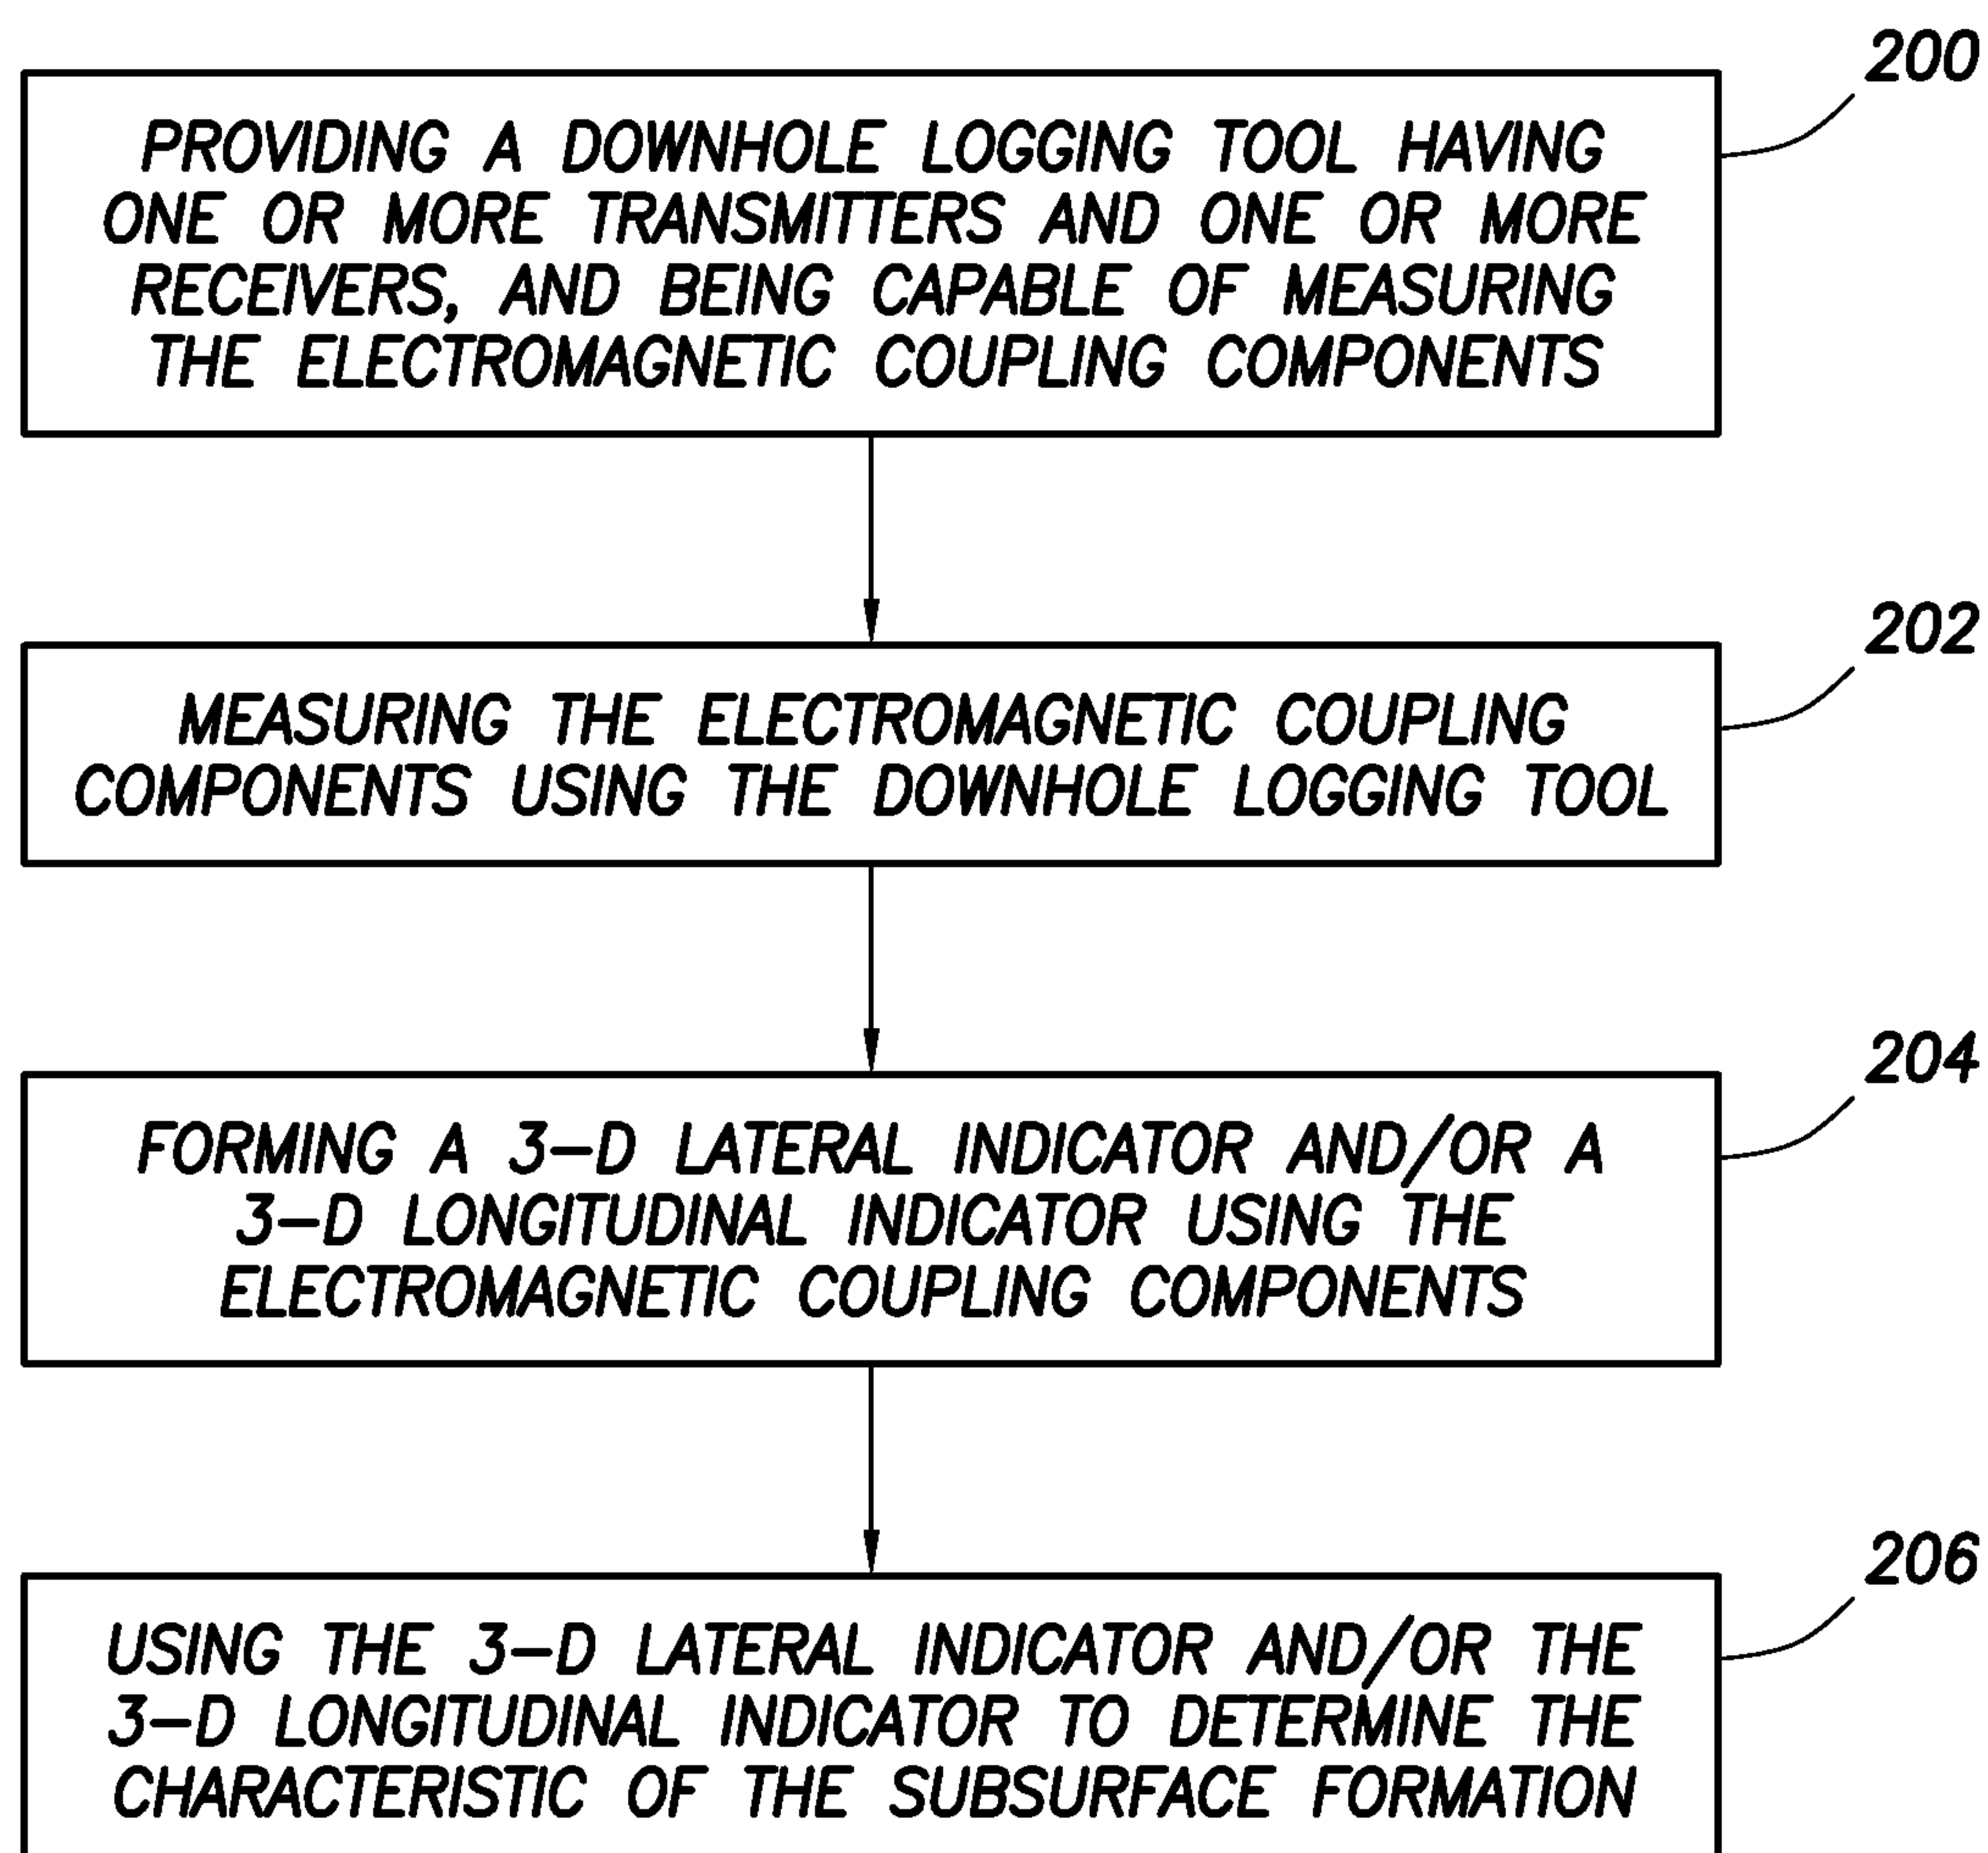 200
PROVIDING A DOWNHOLE LOGGING TOOL HAVING
ONE OR MORE TRANSMITTERS AND ONE OR MORE
RECEIVERS, AND BEING CAPABLE OF MEASURING
THE ELECTROMAGNETIC COUPLING COMPONENTS
202
MEASURING THE ELECTROMAGNETIC COUPLING
COMPONENTS USING THE DOWNHOLE LOGGING TOOL
204
FORMING A 3-D LATERAL INDICATOR AND/OR A
3-D LONGITUDINAL INDICATOR USING THE
ELECTROMAGNETIC COUPLING COMPONENTS
206
USING THE 3-D LATERAL INDICATOR AND/OR THE
3-D LONGITUDINAL INDICATOR TO DETERMINE THE
CHARACTERISTIC OF THE SUBSURFACE FORMATION